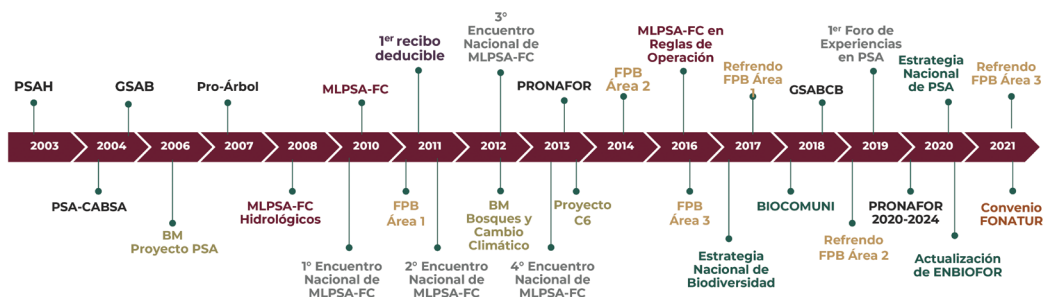 PSAH
GSAB
Pro-Árbol
MLPSA-FC
1er recibo
deducible
3°
Encuentro
Nacional de
MLPSA-FC
PRONAFOR
FPB
Área 2
MLPSA-FC en
Reglas de
Operación
Refrendo
FPB Área
1
GSABCB
1er Foro de
Experiencias
en PSA
Estrategia
Nacional
de PSA
Refrendo
FPB Área 3
2003
2004
2006
2007
2008
2010
2011
2012
2013
2014
2016
2017
2018
2019
2020
2021
PSA-CABSA
BM
Proyecto PSA
MLPSA-FC
Hidrológicos
1° Encuentro
Nacional de
MLPSA-FC
FPB
Área 1
2° Encuentro
Nacional de
MLPSA-FC
BM
Bosques y
Cambio
Climático
4° Encuentro
Nacional de
MLPSA-FC
Proyecto
C6
FPB
Área 3
Estrategia
Nacional de
Biodiversidad
BIOCOMUNI
Refrendo
FPB Área 2
PRONAFOR
2020-2024
Actualización
de ENBIOFOR
Convenio
FONATUR